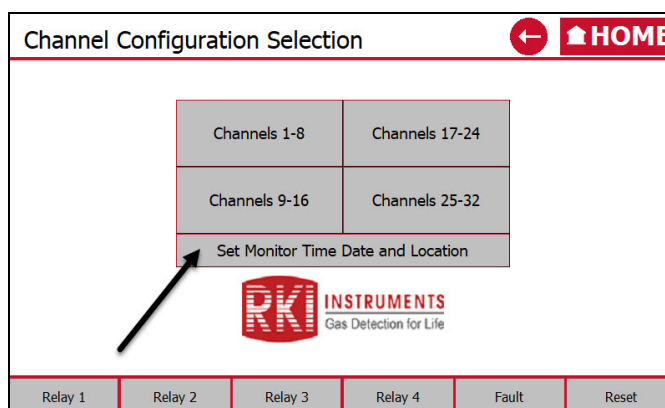 Channel Configuration Selection HOME
Channels 1-8 Channels 17-24
Channels 9-16 Channels 25-32
Set Monitor Time Date and Location
RKI INSTRUMENTS
Gas Detection for Life
Relay 1 Relay 2 Relay 3 Relay 4 Fault Reset